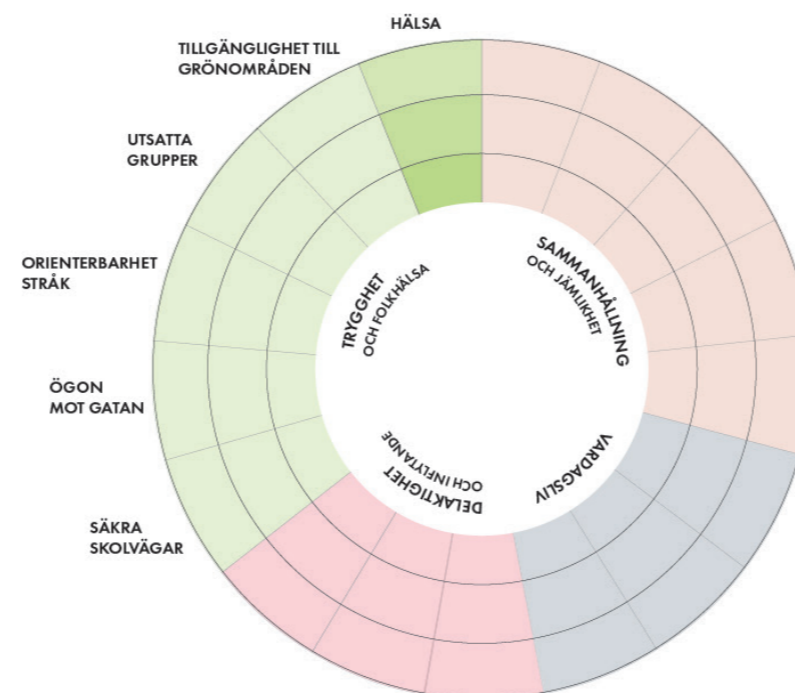 HÄLSA
TILLGÄNGLIGHET TILL
GRÖNOMRÅDEN
UTSATTA
GRUPPER
ORIENTERBARHET
STRÅK
ÖGON
MOT GATAN
SÄKRA
SKOLVÄGAR
TRYGGHET
OCH FOLKHÄLSA
SAMMANHÅLLNING
OCH JÄMLIKHET
DELAKTIGHET
OCH INFLYTANDE
VARDAGSLIV